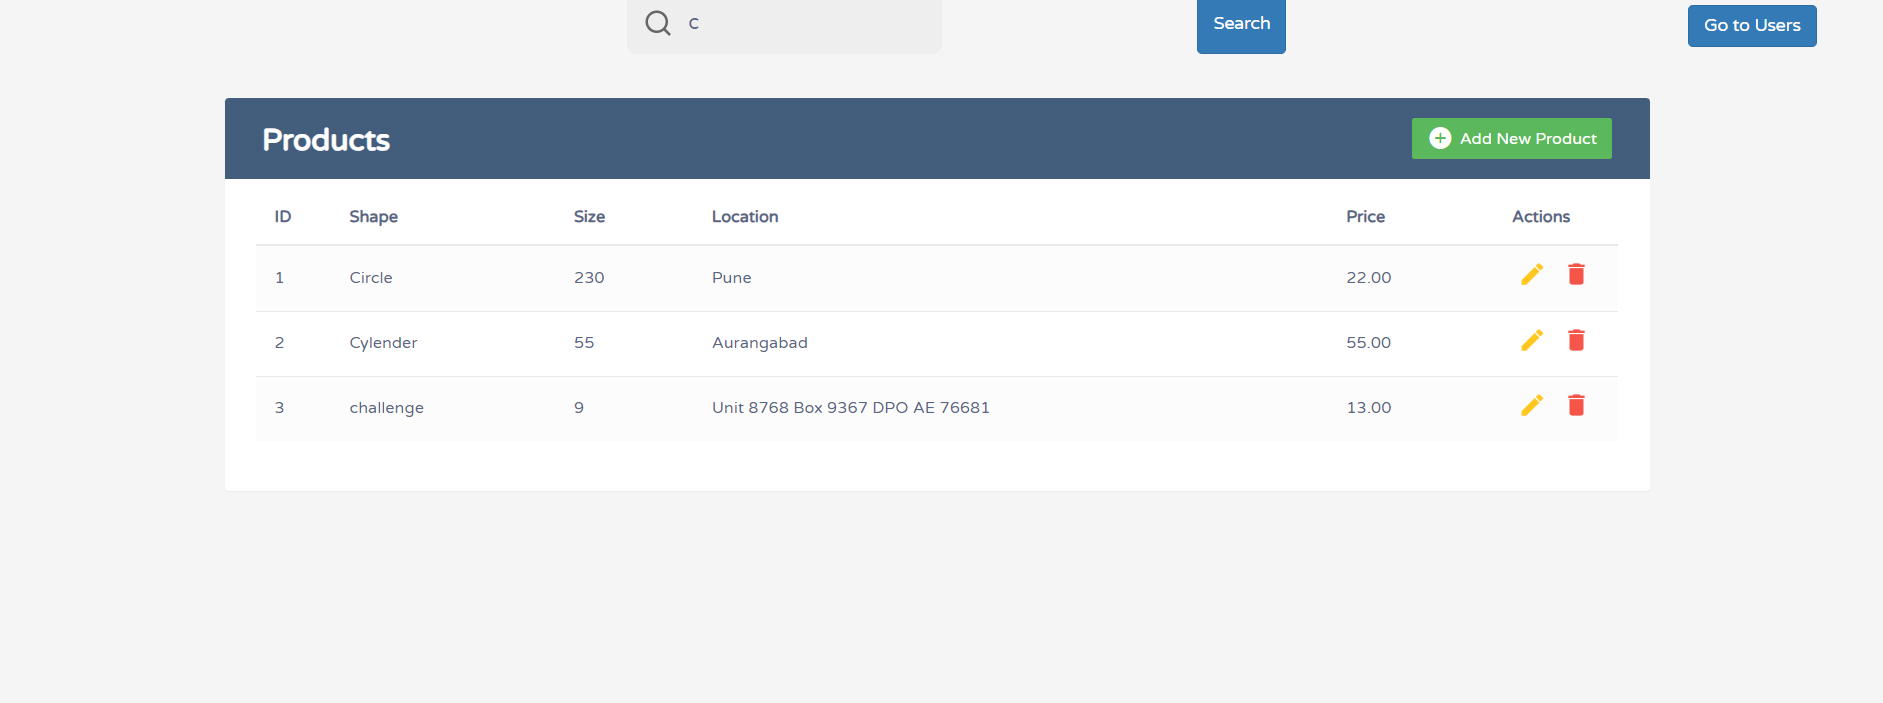 c
Search
Go to Users
Products
Add New Product
ID Shape Size Location Price Actions
1 Circle 230 Pune 22.00
2 Cylender 55 Aurangabad 55.00
3 challenge 9 Unit 8768 Box 9367 DPO AE 76681 13.00